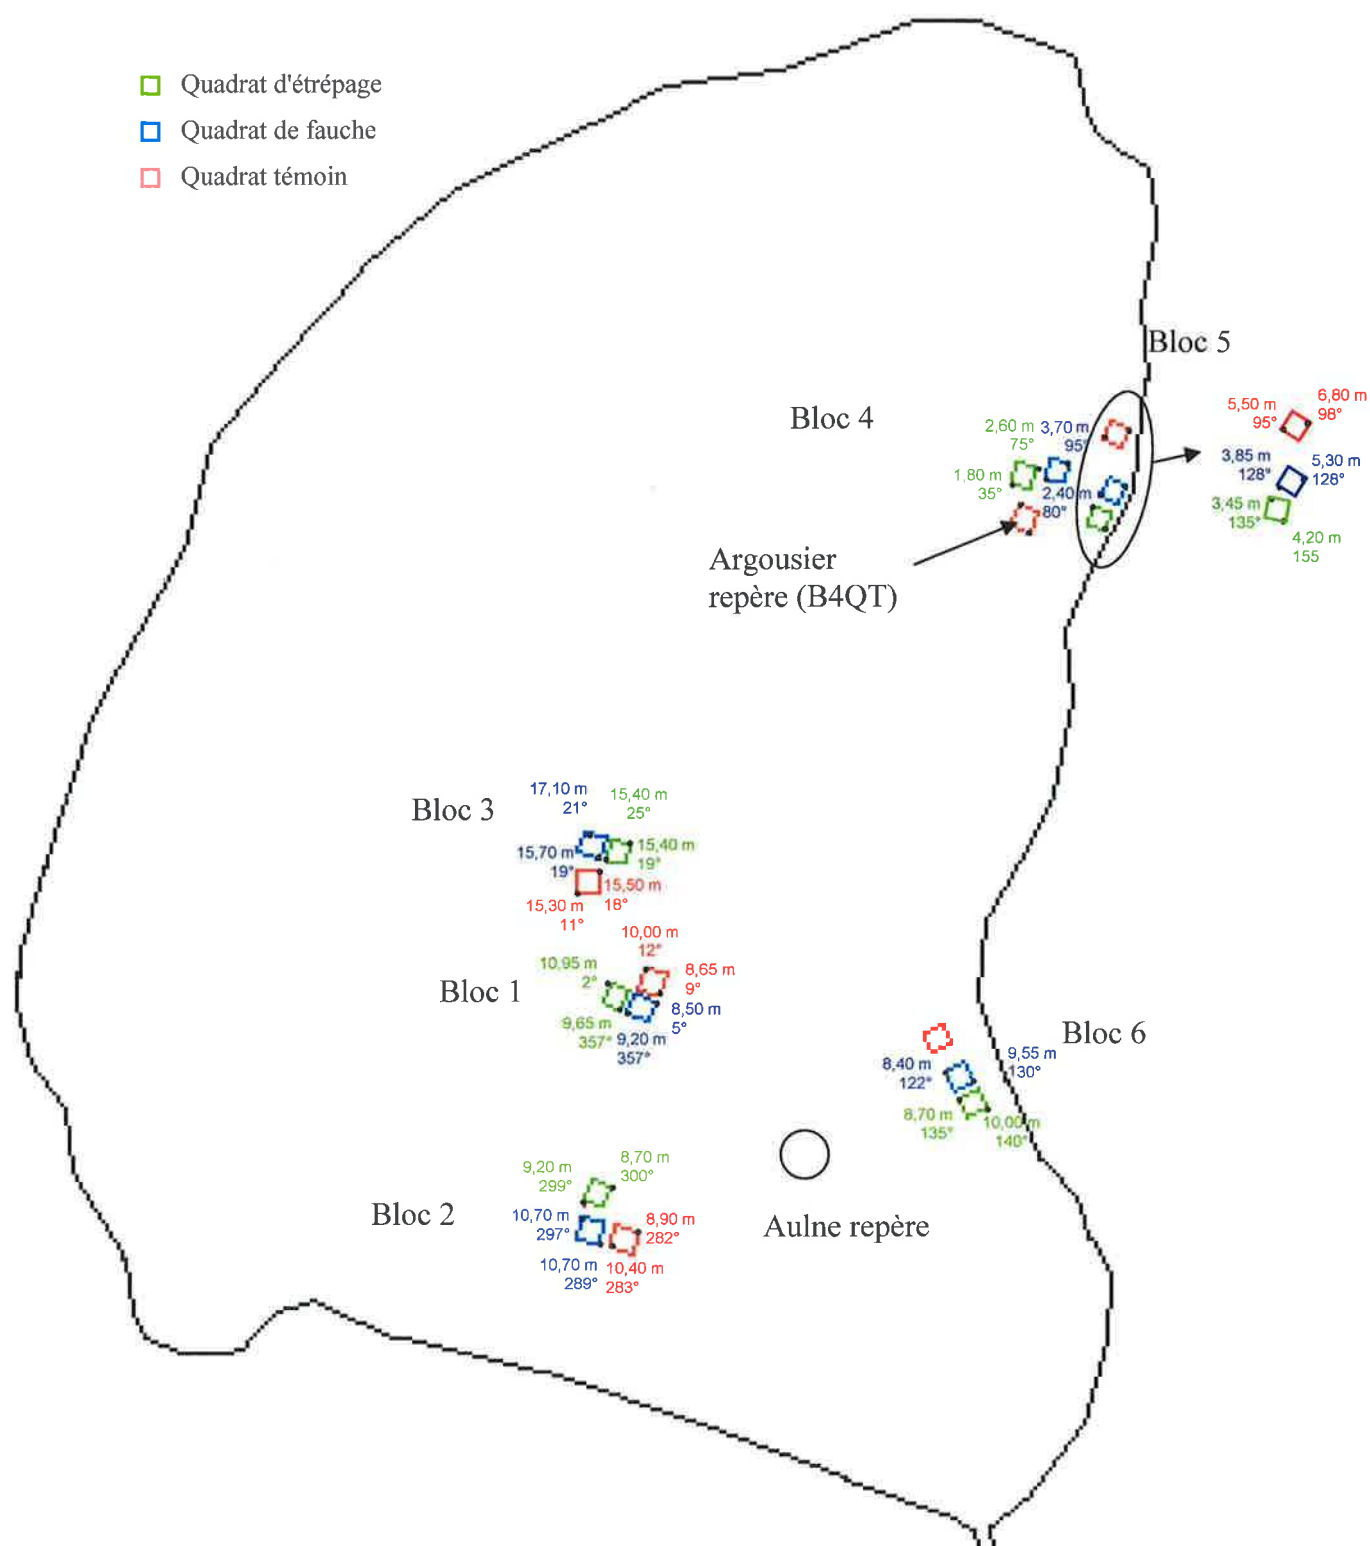 Quadrat d'étrépage
Quadrat de fauche
Quadrat témoin
Bloc 5
Bloc 4
2,60 m
75°
3,70 m
95°
1,80 m
35°
2,40 m
80°
5,50 m
95°
6,80 m
98°
3,85 m
128°
5,30 m
128°
3,45 m
135°
4,20 m
155
Argousier
repère (B4QT)
Bloc 3
17,10 m
21°
15,40 m
25°
15,70 m
19°
15,40 m
19°
15,30 m
11°
15,50 m
18°
Bloc 1
10,00 m
12°
10,95 m
2°
8,65 m
9°
9,65 m
357°
9,20 m
357°
8,50 m
5°
Bloc 6
8,40 m
122°
9,55 m
130°
8,70 m
135°
10,00 m
140°
Bloc 2
9,20 m
299°
8,70 m
300°
10,70 m
297°
8,90 m
282°
10,70 m
289°
10,40 m
283°
Aulne repère